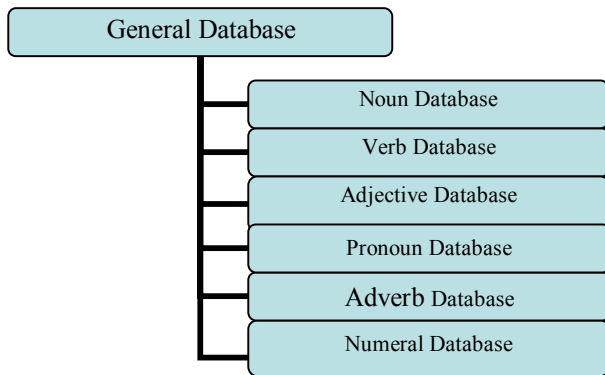 General Database
Noun Database
Verb Database
Adjective Database
Pronoun Database
Adverb Database
Numeral Database